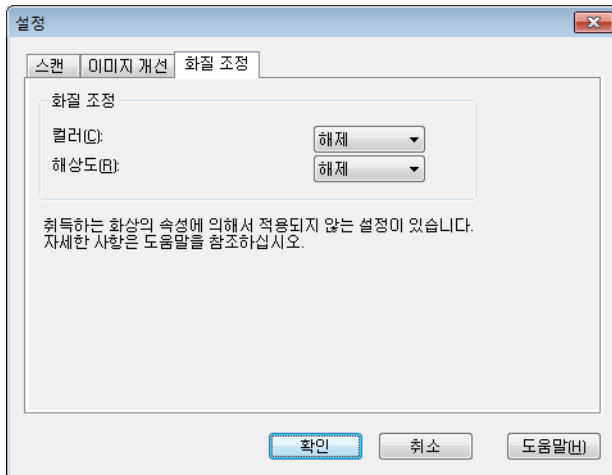 설정
스캔 이미지 개선 화질 조정
화질 조정
컬러(C): 해제
해상도(R): 해제
취득하는 화상의 속성에 의해서 적용되지 않는 설정이 있습니다.
자세한 사항은 도움말을 참조하십시오.
확인 취소 도움말(H)